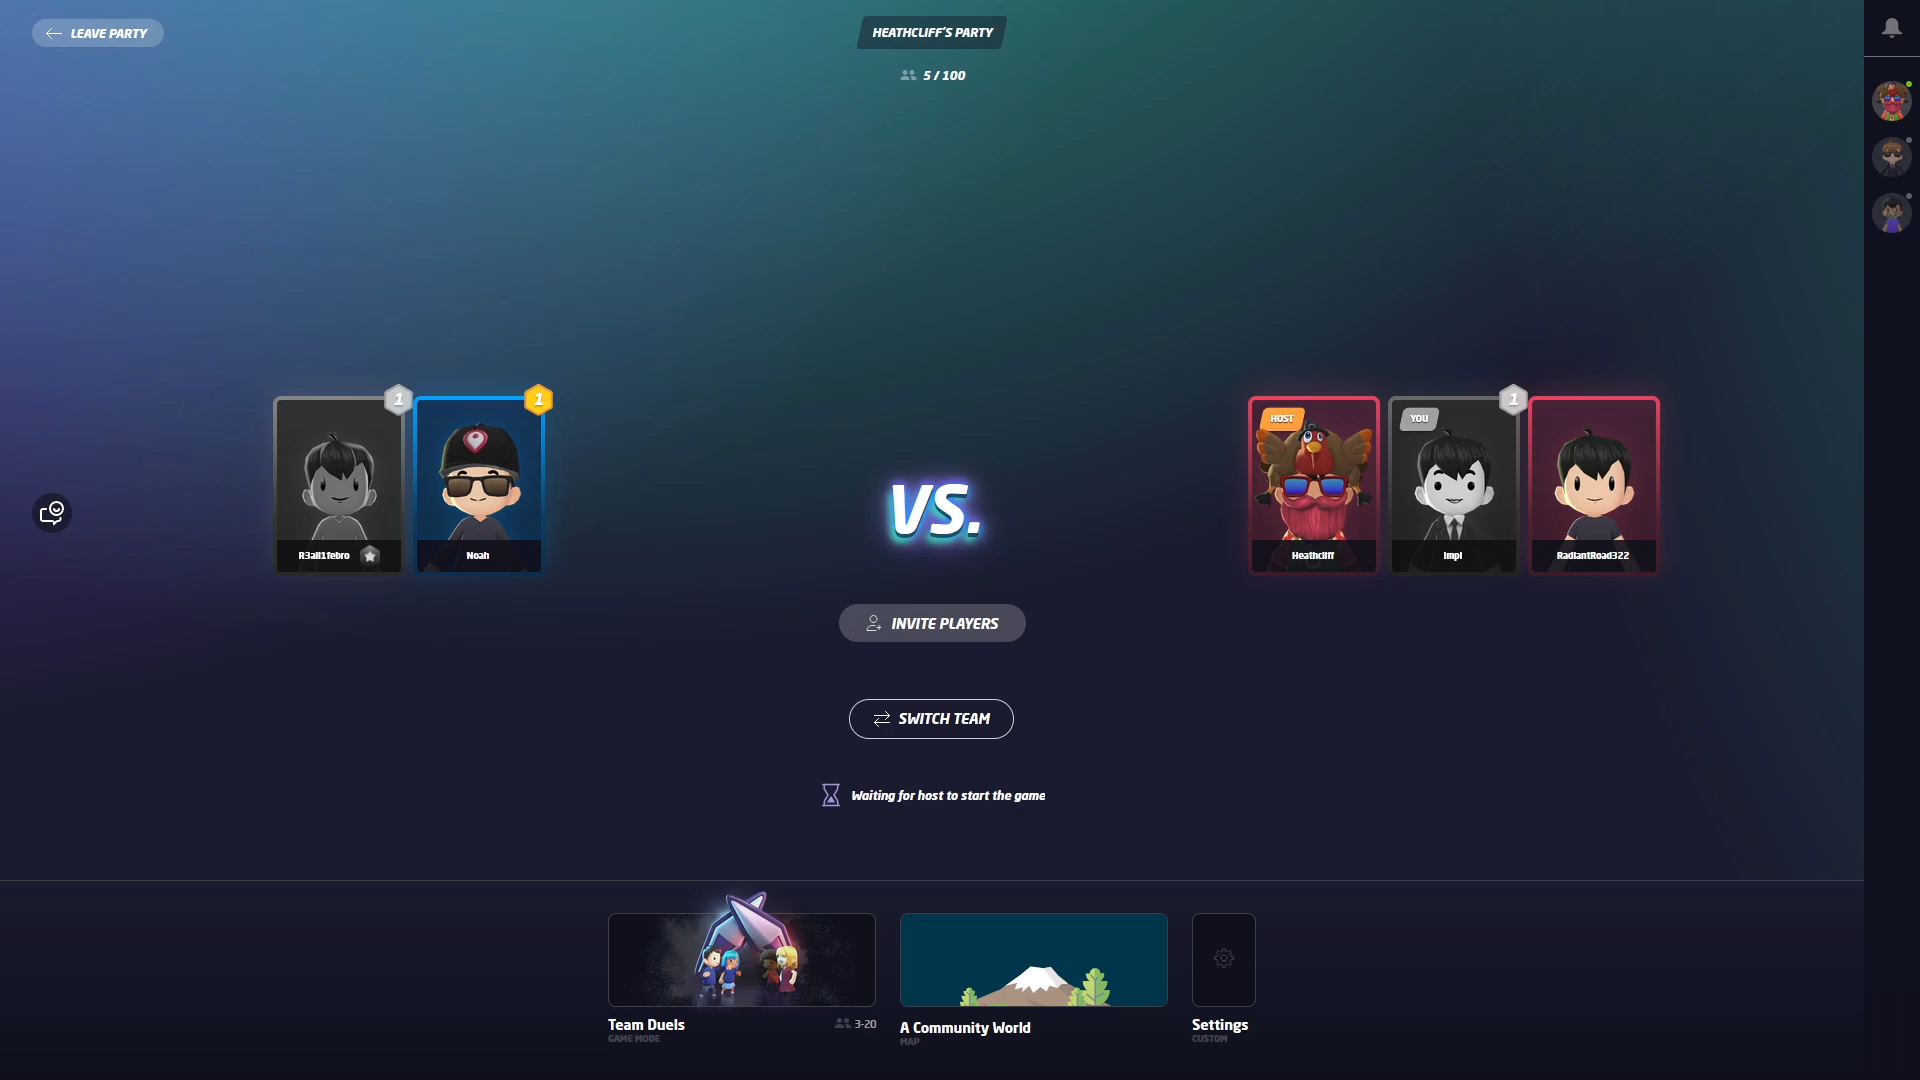 LEAVE PARTY
HEATHCLIFF'S PARTY
5 / 100
1
1
R3all1febro
Noah
VS.
HOST
YOU
1
Heathcliff
Impl
RadiantRoad322
INVITE PLAYERS
SWITCH TEAM
Waiting for host to start the game
Team Duels
3-20
GAME MODE
A Community World
MAP
Settings
CUSTOM